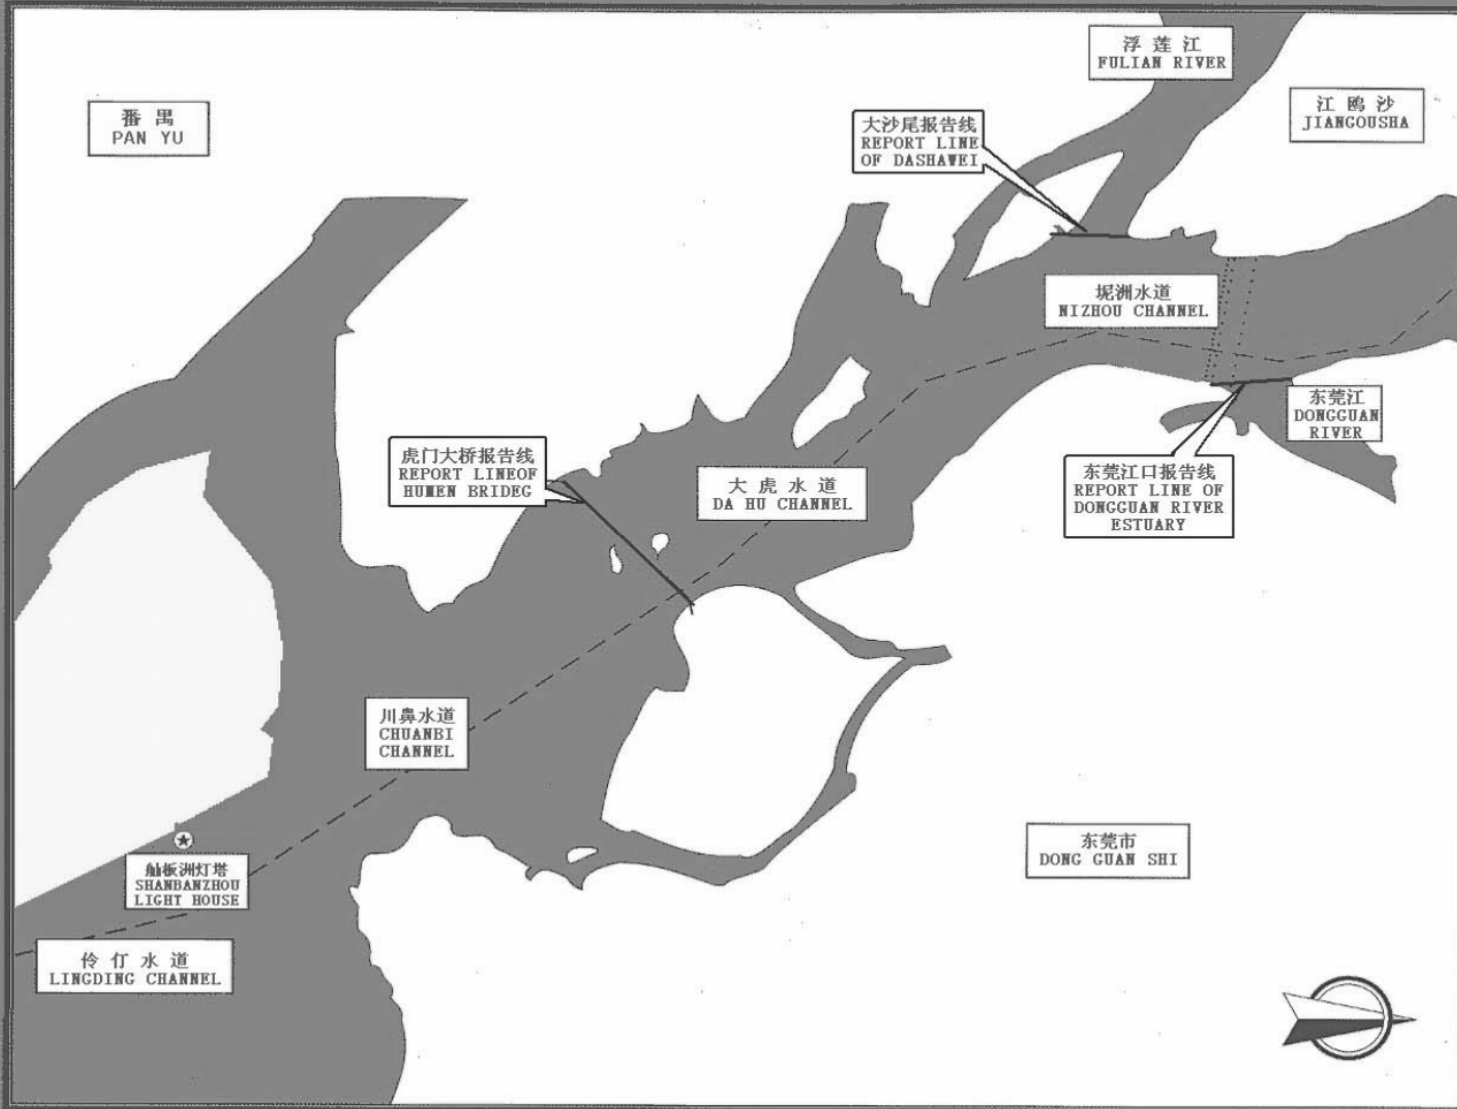 浮 莲 江
FULIAN RIVER
番 禺
PAN YU
江 鸥 沙
JIANGOUSHA
大沙尾报告线
REPORT LINE
OF DASHAWEI
坭洲水道
NIZHOU CHANNEL
东莞江
DONGGUAN
RIVER
虎门大桥报告线
REPORT LINEOF
HUMEN BRIDEG
大 虎 水 道
DA HU CHANNEL
东莞江口报告线
REPORT LINE OF
DONGGUAN RIVER
ESTUARY
川鼻水道
CHUANBI
CHANNEL
东莞市
DONG GUAN SHI
舢板洲灯塔
SHANBANZHOU
LIGHT HOUSE
伶 仃 水 道
LINGDING CHANNEL